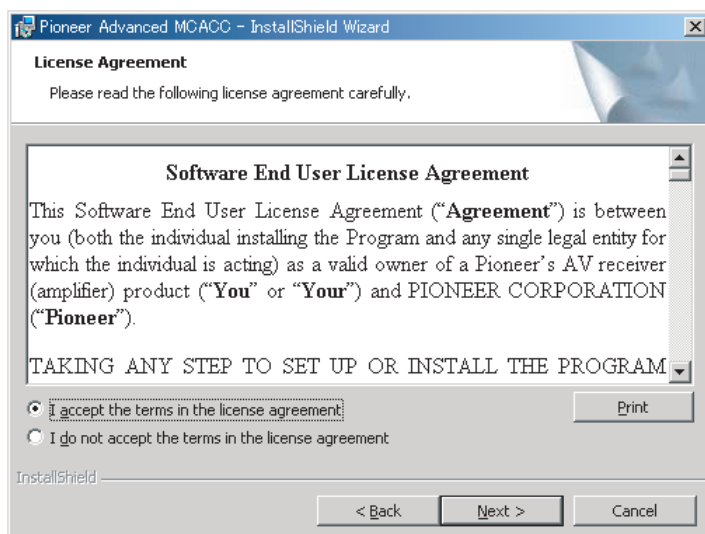 Pioneer Advanced MCACC - InstallShield Wizard
License Agreement
Please read the following license agreement carefully.
Software End User License Agreement
This Software End User License Agreement (“Agreement”) is between
you (both the individual installing the Program and any single legal entity for
which the individual is acting) as a valid owner of a Pioneer’s AV receiver
(amplifier) product (“You” or “Your”) and PIONEER CORPORATION
(“Pioneer”).
TAKING ANY STEP TO SET UP OR INSTALL THE PROGRAM
I accept the terms in the license agreement
Print
I do not accept the terms in the license agreement
InstallShield
< Back
Next >
Cancel